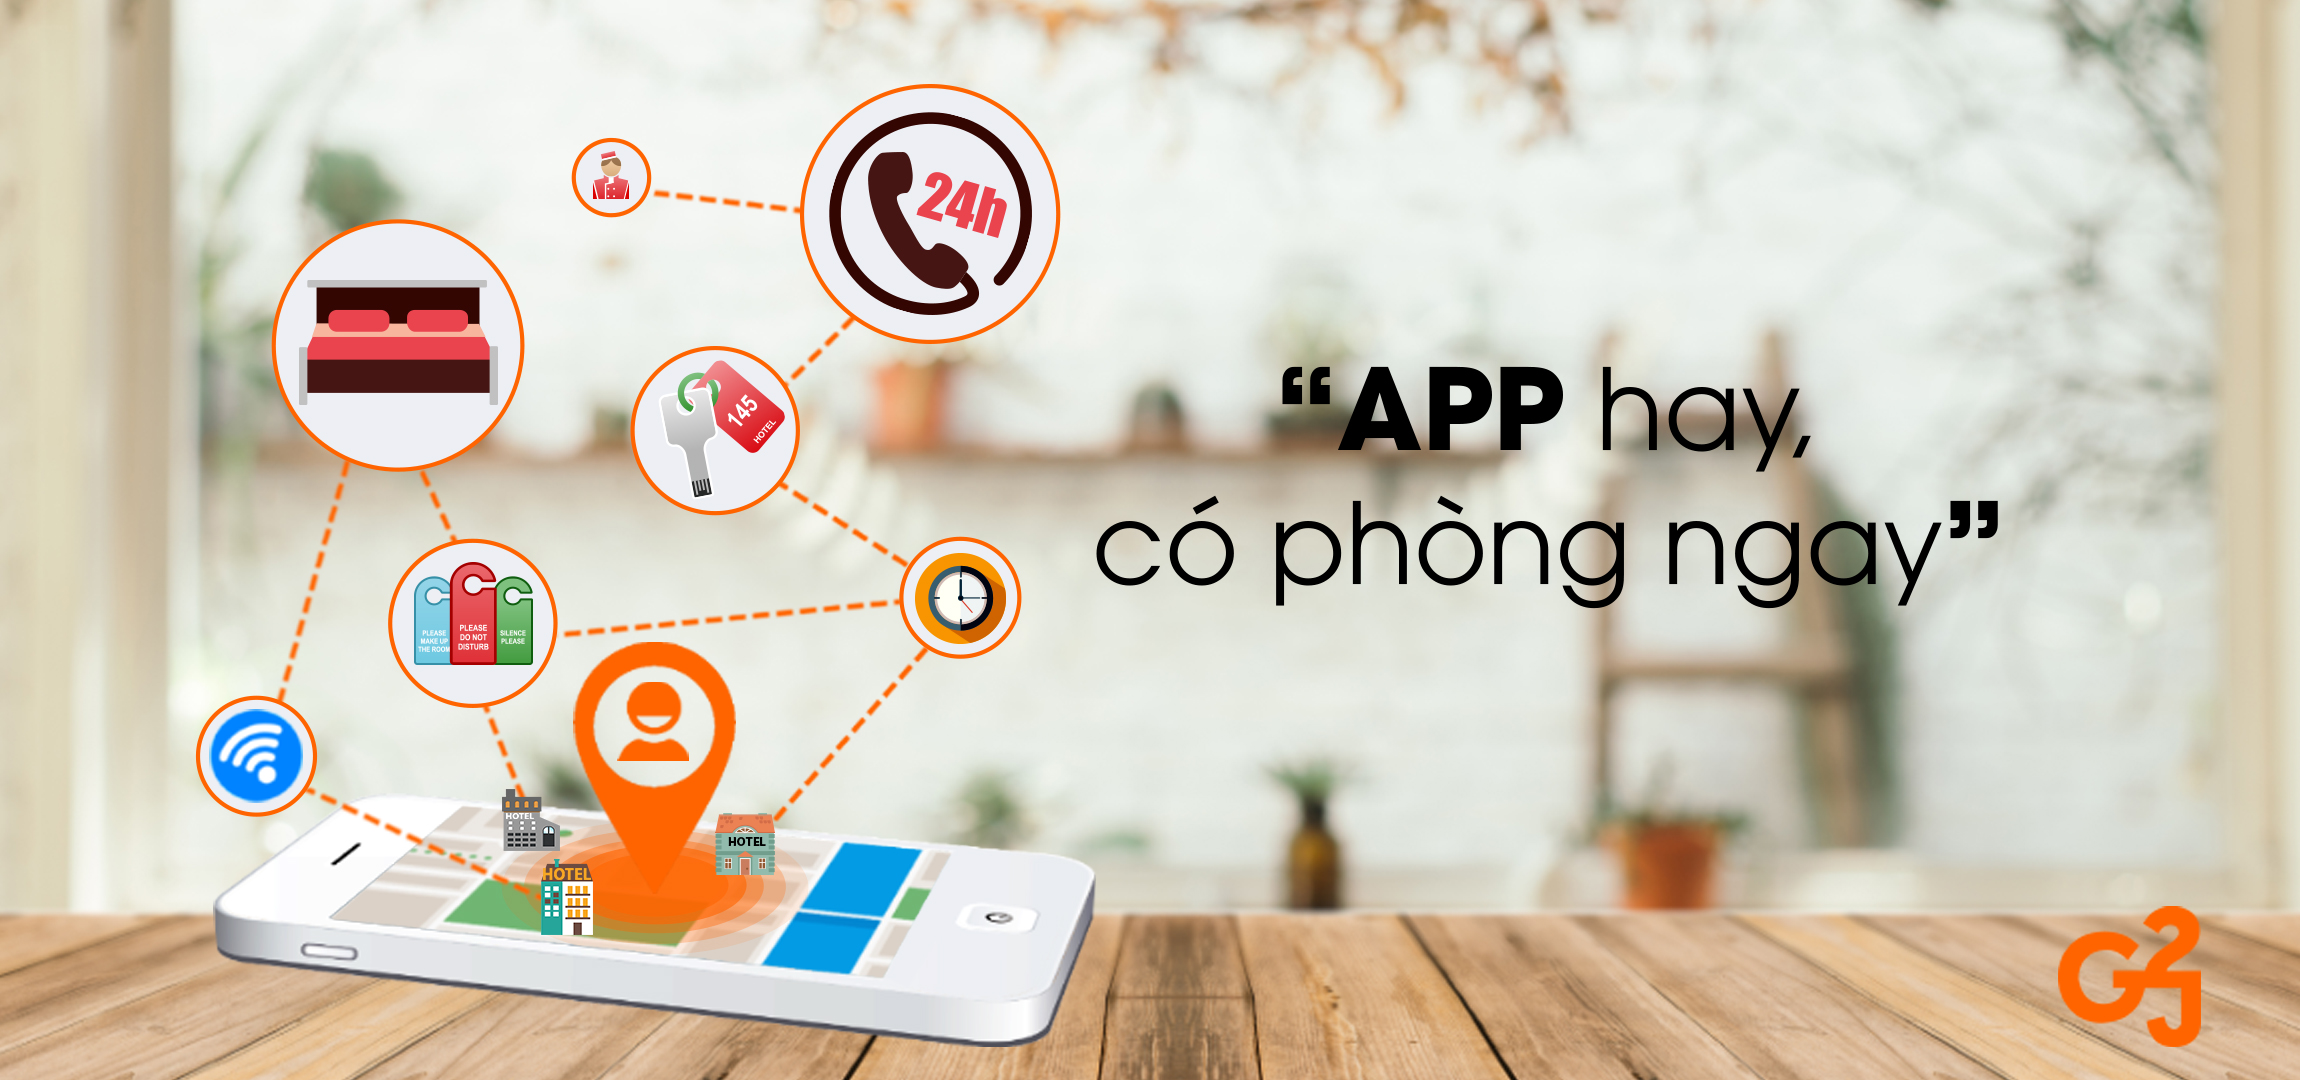 24h
145
HOTEL
“APP hay,
có phòng ngay”
PLEASE
MAKE UP
THE ROOM
PLEASE
DO NOT
DISTURB
SILENCE
PLEASE
HOTEL
HOTEL
HOTEL
G2J